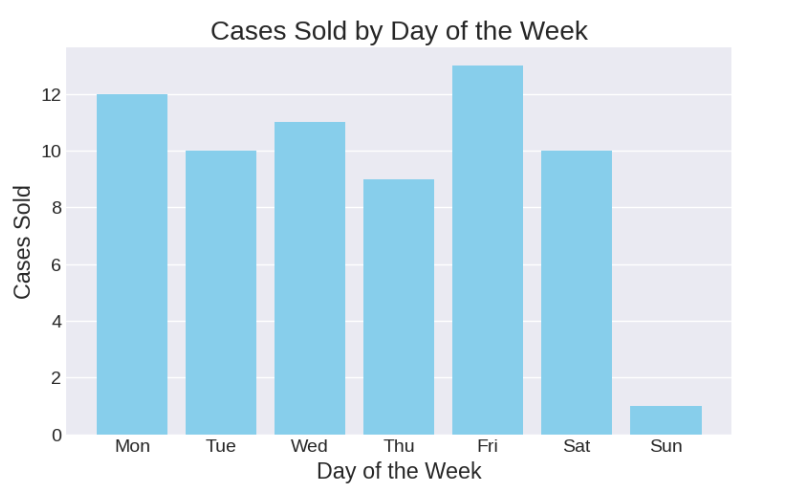 Cases Sold by Day of the Week
Cases Sold
12
10
8
6
4
2
0
Mon Tue Wed Thu Fri Sat Sun
Day of the Week